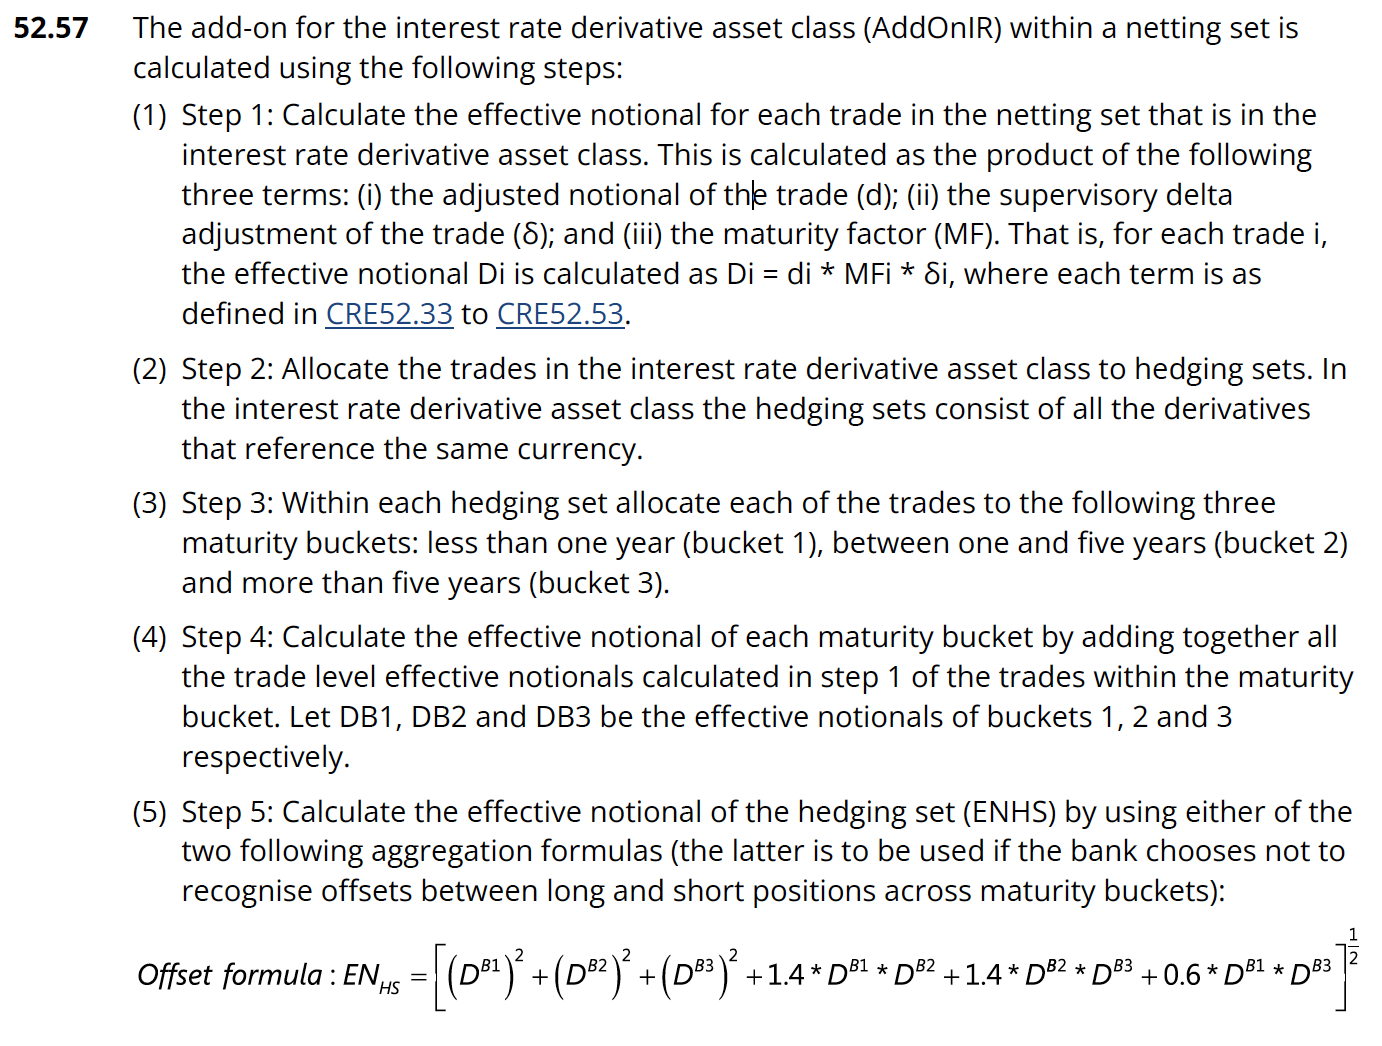 52.57 The add-on for the interest rate derivative asset class (AddOnIR) within a netting set is
calculated using the following steps:
(1) Step 1: Calculate the effective notional for each trade in the netting set that is in the
interest rate derivative asset class. This is calculated as the product of the following
three terms: (i) the adjusted notional of the trade (d); (ii) the supervisory delta
adjustment of the trade (δ); and (iii) the maturity factor (MF). That is, for each trade i,
the effective notional Di is calculated as Di = di * MFi * δi, where each term is as
defined in CRE52.33 to CRE52.53.
(2) Step 2: Allocate the trades in the interest rate derivative asset class to hedging sets. In
the interest rate derivative asset class the hedging sets consist of all the derivatives
that reference the same currency.
(3) Step 3: Within each hedging set allocate each of the trades to the following three
maturity buckets: less than one year (bucket 1), between one and five years (bucket 2)
and more than five years (bucket 3).
(4) Step 4: Calculate the effective notional of each maturity bucket by adding together all
the trade level effective notionals calculated in step 1 of the trades within the maturity
bucket. Let DB1, DB2 and DB3 be the effective notionals of buckets 1, 2 and 3
respectively.
(5) Step 5: Calculate the effective notional of the hedging set (ENHS) by using either of the
two following aggregation formulas (the latter is to be used if the bank chooses not to
recognise offsets between long and short positions across maturity buckets):
Offset formula : EN_HS = [(D^B1)^2 + (D^B2)^2 + (D^B3)^2 + 1.4 * D^B1 * D^B2 + 1.4 * D^B2 * D^B3 + 0.6 * D^B1 * D^B3]^(1/2)